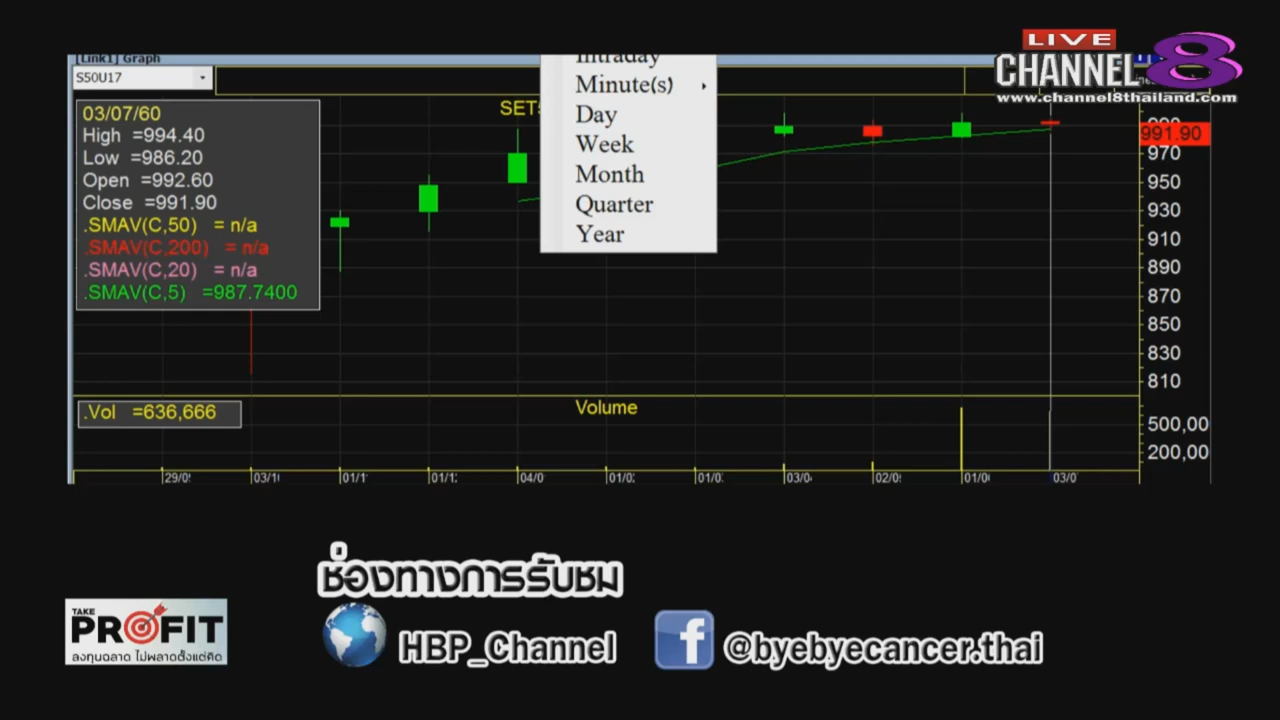 [Link1] Graph
S50U17
LIVE
CHANNEL 8
www.channel8thailand.com
03/07/60
High =994.40
Low =986.20
Open =992.60
Close =991.90
.SMAV(C,50) = n/a
.SMAV(C,200) = n/a
.SMAV(C,20) = n/a
.SMAV(C,5) =987.7400
Intraday
Minute(s)
Day
Week
Month
Quarter
Year
991.90
970
950
930
910
890
870
850
830
810
.Vol =636,666
Volume
500,00
200,00
ช่องทางการรับชม
TAKE
PROFIT
ลงทุนฉลาด ไม่พลาดตั้งแต่คิด
HBP_Channel
f @byebyecancer.thai